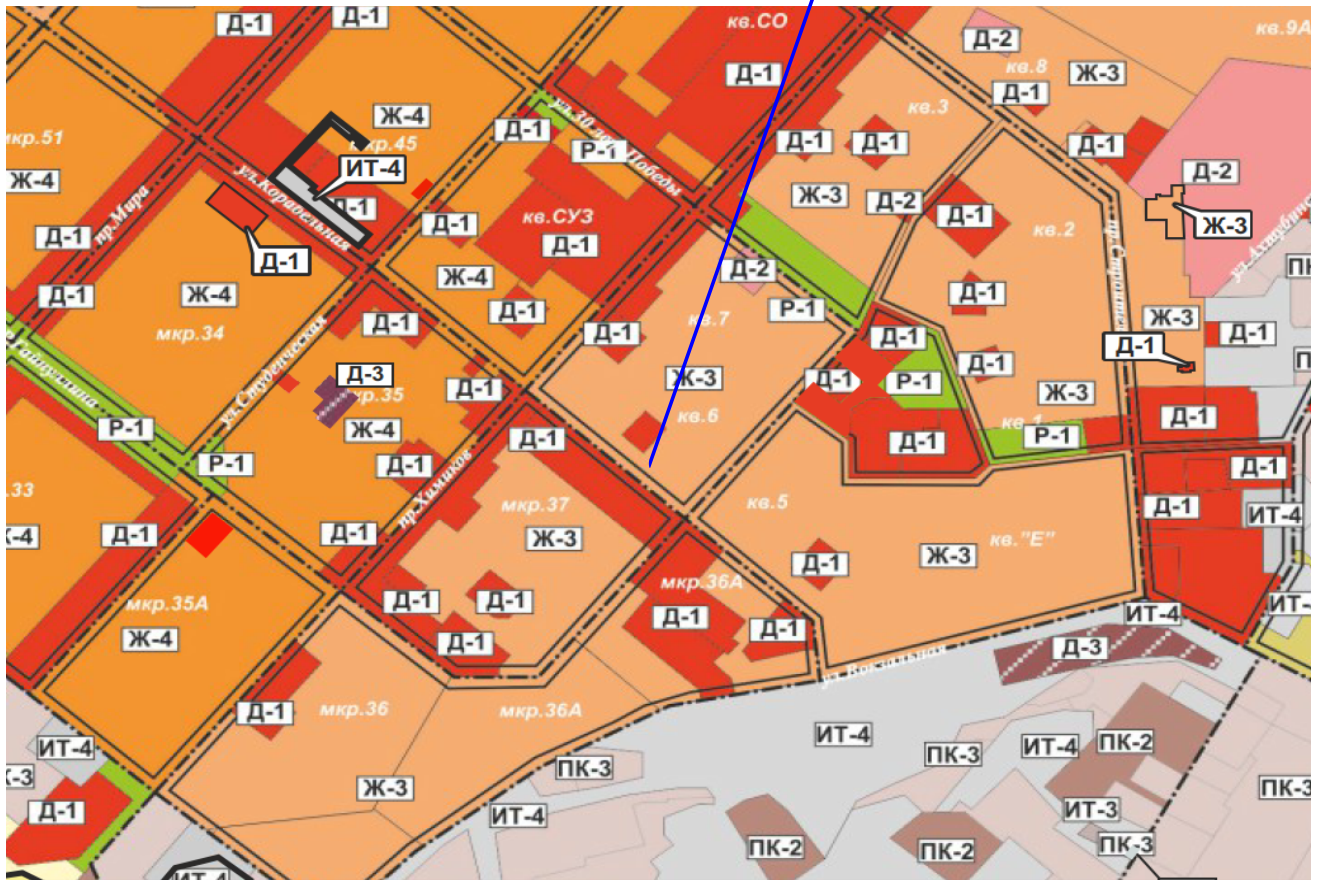 Д-1
Д-1
кв.СО
Д-2
кв.9А
Д-1
кв.8
Ж-3
Д-1
кв.3
Ж-4
мкр.51
мкр.45
Д-1
Р-1
ул.30 лет Победы
Д-1
Д-1
Д-1
Ж-4
ИТ-4
Д-2
Ж-3
Д-2
Д-1
Д-1
кв.СУЗ
Д-1
Ж-3
кв.2
пр.Мира
ул.Корабельная
Д-1
Д-1
Д-1
Д-2
Ж-4
Р-1
Д-1
Д-1
Ж-4
Д-1
Д-1
кв.7
Ж-3
Д-1
мкр.34
Д-1
Д-1
Д-1
ул.Студенческая
Д-3
Д-1
Ж-3
Д-1
Р-1
Д-1
Ж-3
кв.6
Д-1
Р-1
Ж-4
Д-1
Д-1
Р-1
Р-1
Д-1
Д-1
пр.Химиков
мкр.37
кв.5
Д-1
ИТ-4
Д-1
Д-1
Ж-3
кв."Е"
Д-1
Ж-3
мкр.36А
мкр.35А
Д-1
Д-1
Д-1
Д-1
Д-1
ИТ-4
Ж-4
Д-3
ул.Вокзальная
мкр.36
мкр.36А
Д-1
ИТ-4
ИТ-4
ПК-3
ИТ-4
ПК-2
ПК-3
Ж-3
ПК-3
Д-1
ИТ-4
ИТ-3
ПК-2
ПК-2
ПК-3
ИТ-4